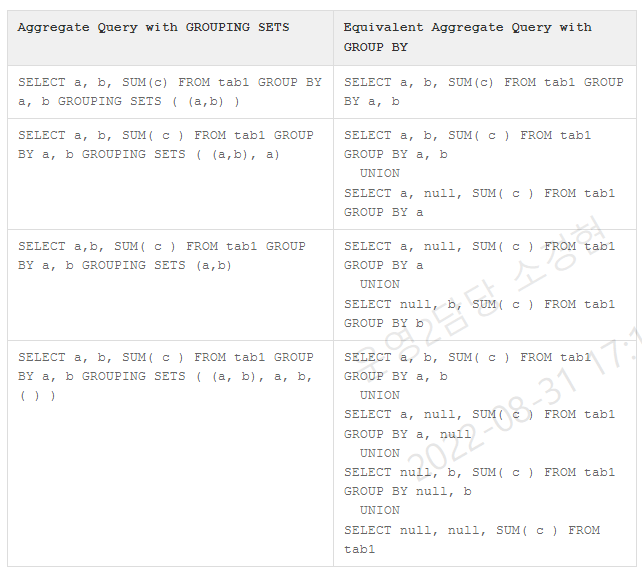 Aggregate Query with GROUPING SETS
Equivalent Aggregate Query with
GROUP BY
SELECT a, b, SUM(c) FROM tab1 GROUP BY
a, b GROUPING SETS ( (a,b) )
SELECT a, b, SUM(c) FROM tab1 GROUP
BY a, b
SELECT a, b, SUM( c ) FROM tab1 GROUP
BY a, b GROUPING SETS ( (a,b), a)
SELECT a, b, SUM( c ) FROM tab1
GROUP BY a, b
UNION
SELECT a, null, SUM( c ) FROM tab1
GROUP BY a
SELECT a,b, SUM( c ) FROM tab1 GROUP
BY a, b GROUPING SETS (a,b)
SELECT a, null, SUM( c ) FROM tab1
GROUP BY a
UNION
SELECT null, b, SUM( c ) FROM tab1
GROUP BY b
SELECT a, b, SUM( c ) FROM tab1 GROUP
BY a, b GROUPING SETS ( (a, b), a, b,
( ) )
SELECT a, b, SUM( c ) FROM tab1
GROUP BY a, b
UNION
SELECT a, null, SUM( c ) FROM tab1
GROUP BY a, null
UNION
SELECT null, b, SUM( c ) FROM tab1
GROUP BY null, b
UNION
SELECT null, null, SUM( c ) FROM
tab1
운영2담당 소경혁
2022-08-31 17:1